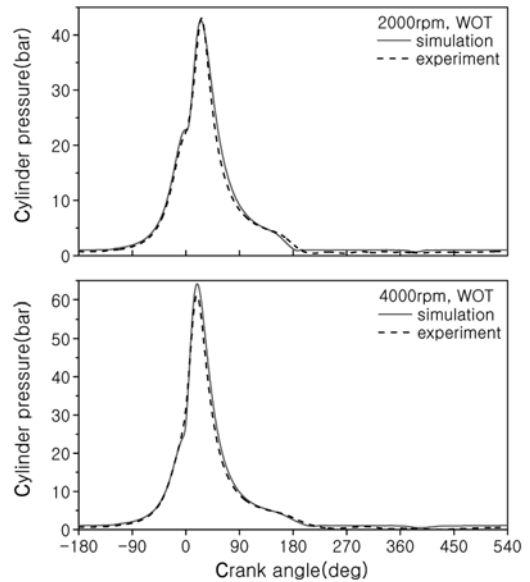 2000rpm, WOT
simulation
experiment
Cylinder pressure(bar)
40
30
20
10
0
4000rpm, WOT
simulation
experiment
Cylinder pressure(bar)
60
50
40
30
20
10
0
-180 -90 0 90 180 270 360 450 540
Crank angle(deg)